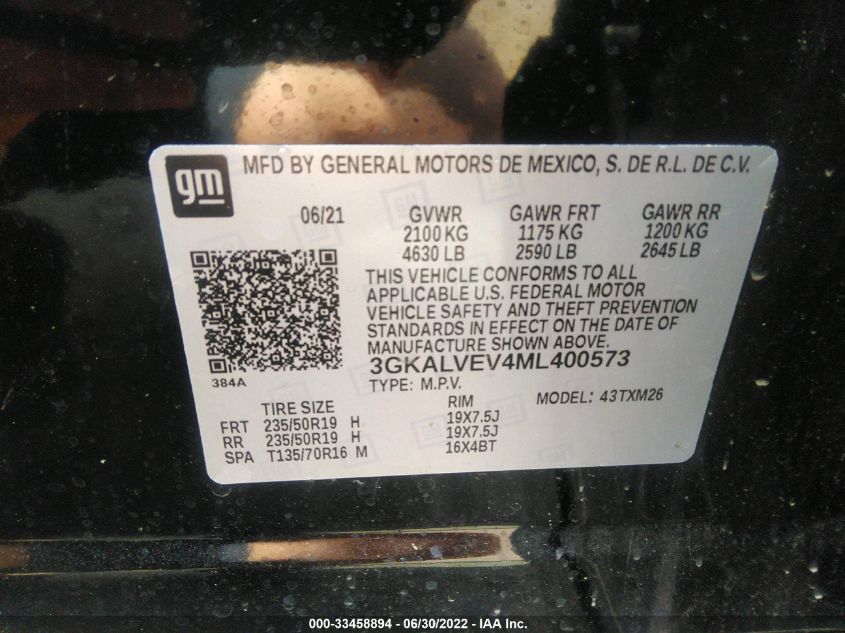 gm
MFD BY GENERAL MOTORS DE MEXICO, S. DE R.L. DE C.V.
06/21 GVWR GAWR FRT GAWR RR
2100 KG 1175 KG 1200 KG
4630 LB 2590 LB 2645 LB
THIS VEHICLE CONFORMS TO ALL
APPLICABLE U.S. FEDERAL MOTOR
VEHICLE SAFETY AND THEFT PREVENTION
STANDARDS IN EFFECT ON THE DATE OF
MANUFACTURE SHOWN ABOVE.
3GKALVEV4ML400573
384A
TYPE: M.P.V.
MODEL: 43TXM26
TIRE SIZE RIM
FRT 235/50R19 H 19X7.5J
RR 235/50R19 H 19X7.5J
SPA T135/70R16 M 16X4BT
000-33458894 - 06/30/2022 - IAA Inc.